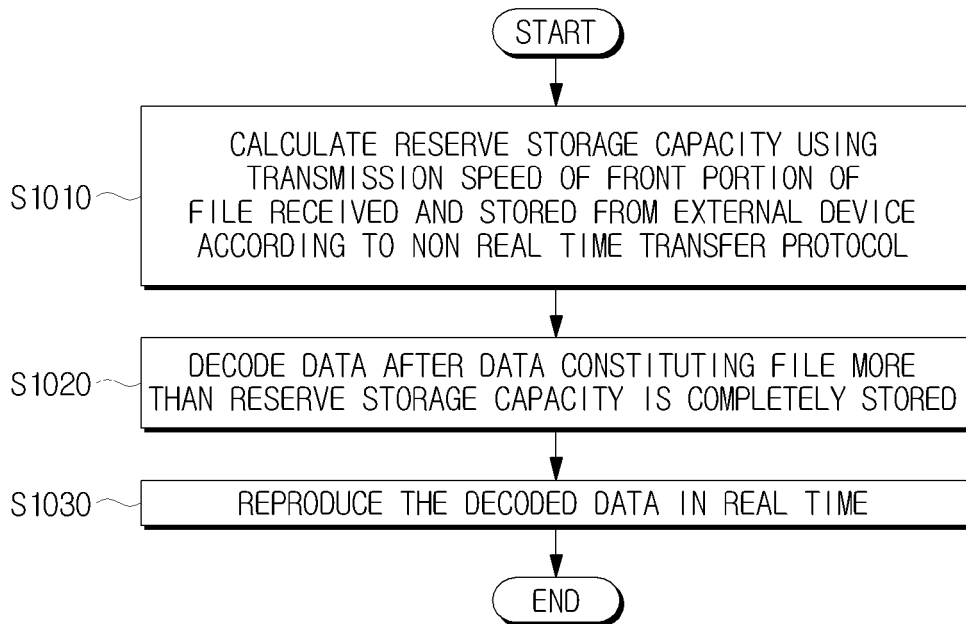 START
S1010
CALCULATE RESERVE STORAGE CAPACITY USING
TRANSMISSION SPEED OF FRONT PORTION OF
FILE RECEIVED AND STORED FROM EXTERNAL DEVICE
ACCORDING TO NON REAL TIME TRANSFER PROTOCOL
S1020
DECODE DATA AFTER DATA CONSTITUTING FILE MORE
THAN RESERVE STORAGE CAPACITY IS COMPLETELY STORED
S1030
REPRODUCE THE DECODED DATA IN REAL TIME
END